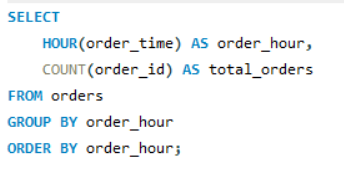 SELECT
    HOUR(order_time) AS order_hour,
    COUNT(order_id) AS total_orders
FROM orders
GROUP BY order_hour
ORDER BY order_hour;